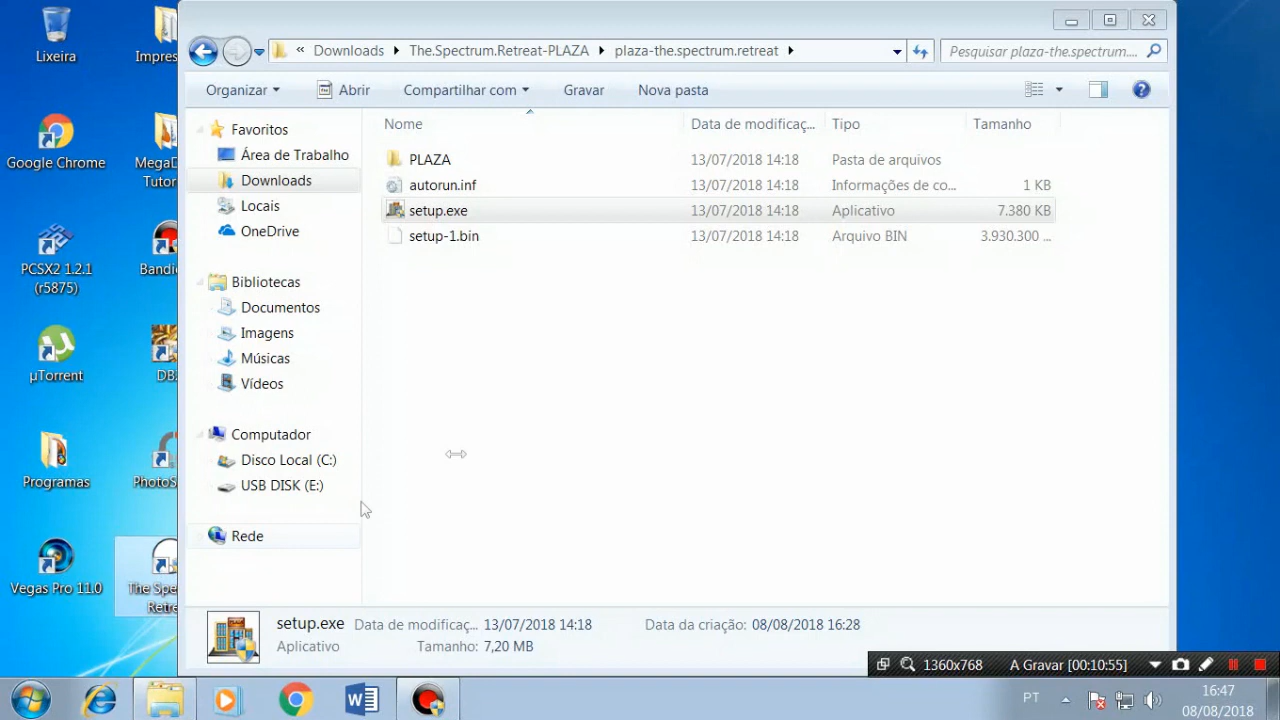 Lixeira
Impres
Google Chrome
MegaD
Tutor
PCSX2 1.2.1
(r5875)
Bandic
µTorrent
DB
Programas
PhotoS
Vegas Pro 11.0
The Spe
Retre
« Downloads The.Spectrum.Retreat-PLAZA plaza-the.spectrum.retreat
Pesquisar plaza-the.spectrum....
Organizar Abrir Compartilhar com Gravar Nova pasta
Favoritos
Área de Trabalho
Downloads
Locais
OneDrive
Bibliotecas
Documentos
Imagens
Músicas
Vídeos
Computador
Disco Local (C:)
USB DISK (E:)
Rede
Nome Data de modificaç... Tipo Tamanho
PLAZA 13/07/2018 14:18 Pasta de arquivos
autorun.inf 13/07/2018 14:18 Informações de co... 1 KB
setup.exe 13/07/2018 14:18 Aplicativo 7.380 KB
setup-1.bin 13/07/2018 14:18 Arquivo BIN 3.930.300 ...
setup.exe Data de modificaç... 13/07/2018 14:18 Data da criação: 08/08/2018 16:28
Aplicativo Tamanho: 7,20 MB
1360x768 A Gravar [00:10:55]
PT
16:47
08/08/2018